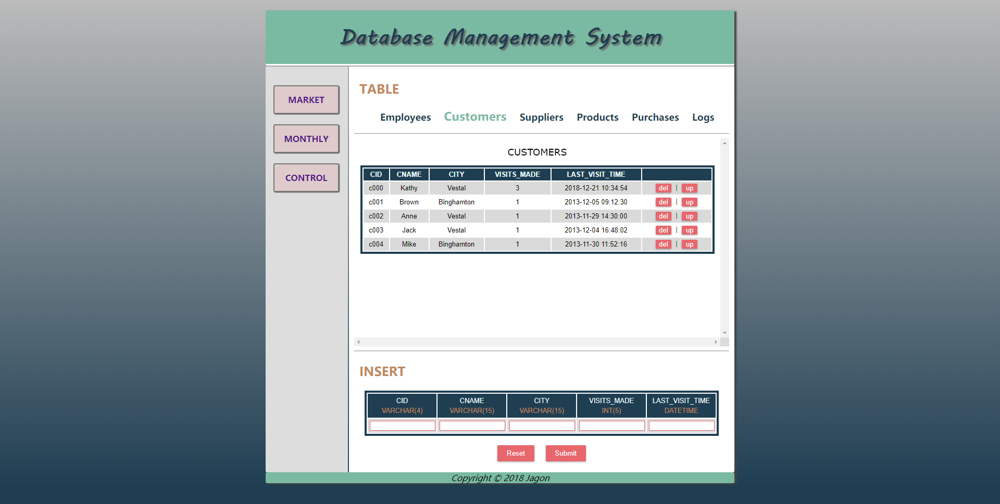 Database Management System
MARKET
MONTHLY
CONTROL
TABLE
Employees Customers Suppliers Products Purchases Logs
CUSTOMERS
CID CNAME CITY VISITS_MADE LAST_VISIT_TIME
c000 Kathy Vestal 3 2018-12-21 10:34:54 del | up
c001 Brown Binghamton 1 2013-12-05 09:12:30 del | up
c002 Anne Vestal 1 2013-11-29 14:30:00 del | up
c003 Jack Vestal 1 2013-12-04 16:48:02 del | up
c004 Mike Binghamton 1 2013-11-30 11:52:16 del | up
INSERT
CID CNAME CITY VISITS_MADE LAST_VISIT_TIME
VARCHAR(4) VARCHAR(15) VARCHAR(15) INT(5) DATETIME
Reset Submit
Copyright © 2018 Jagon